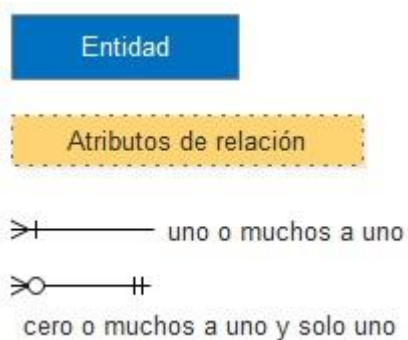 Entidad
Atributos de relación
uno o muchos a uno
cero o muchos a uno y solo uno